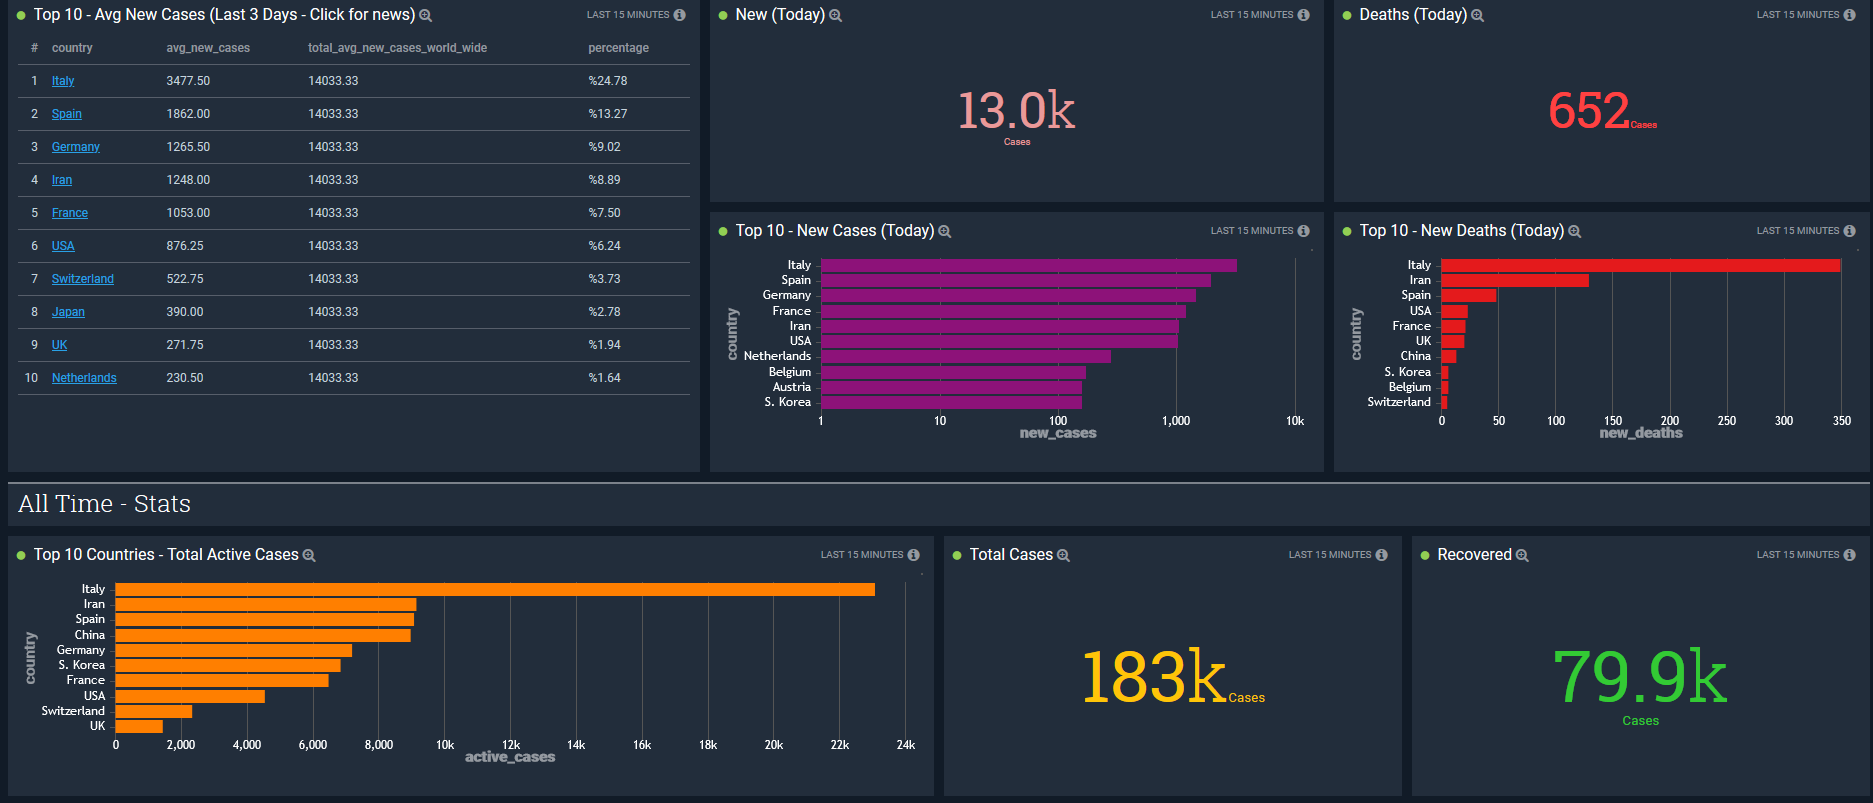 Top 10 - Avg New Cases (Last 3 Days - Click for news)
LAST 15 MINUTES
# country avg_new_cases total_avg_new_cases_world_wide percentage
1 Italy 3477.50 14033.33 %24.78
2 Spain 1862.00 14033.33 %13.27
3 Germany 1265.50 14033.33 %9.02
4 Iran 1248.00 14033.33 %8.89
5 France 1053.00 14033.33 %7.50
6 USA 876.25 14033.33 %6.24
7 Switzerland 522.75 14033.33 %3.73
8 Japan 390.00 14033.33 %2.78
9 UK 271.75 14033.33 %1.94
10 Netherlands 230.50 14033.33 %1.64
New (Today)
LAST 15 MINUTES
13.0k
Cases
Deaths (Today)
LAST 15 MINUTES
652 Cases
Top 10 - New Cases (Today)
LAST 15 MINUTES
country
Italy
Spain
Germany
France
Iran
USA
Netherlands
Belgium
Austria
S. Korea
1 10 100 1,000 10k
new_cases
Top 10 - New Deaths (Today)
LAST 15 MINUTES
country
Italy
Iran
Spain
USA
France
UK
China
S. Korea
Belgium
Switzerland
0 50 100 150 200 250 300 350
new_deaths
All Time - Stats
Top 10 Countries - Total Active Cases
LAST 15 MINUTES
country
Italy
Iran
Spain
China
Germany
S. Korea
France
USA
Switzerland
UK
0 2,000 4,000 6,000 8,000 10k 12k 14k 16k 18k 20k 22k 24k
active_cases
Total Cases
LAST 15 MINUTES
183k Cases
Recovered
LAST 15 MINUTES
79.9k
Cases